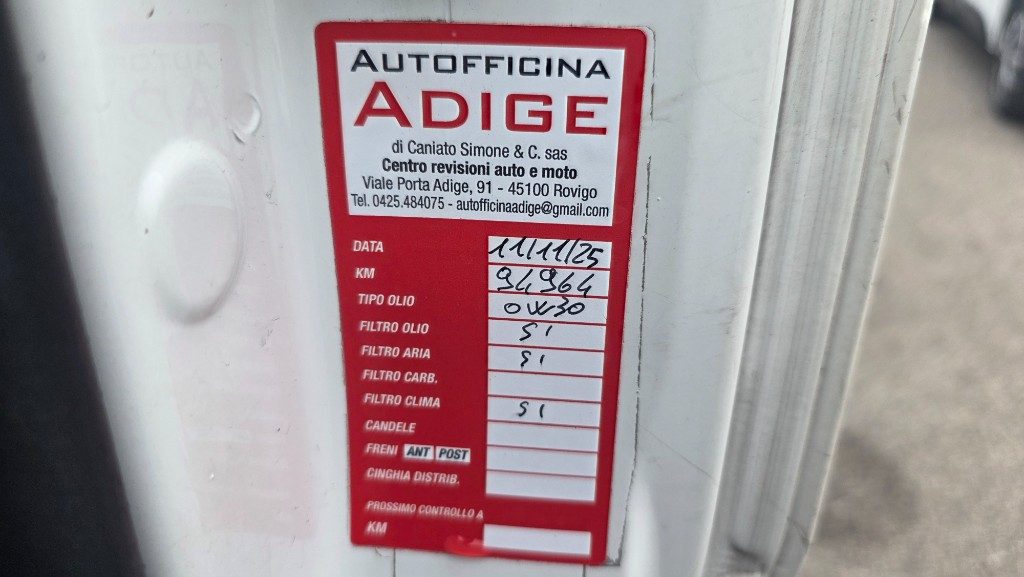 AUTOFFICINA
ADIGE
di Caniato Simone & C. sas
Centro revisioni auto e moto
Viale Porta Adige, 91 - 45100 Rovigo
Tel. 0425.484075 - autofficinaadige@gmail.com
DATA 11/11/25
KM 94964
TIPO OLIO 0W30
FILTRO OLIO SI
FILTRO ARIA SI
FILTRO CARB.
FILTRO CLIMA SI
CANDELE
FRENI ANT POST
CINGHIA DISTRIB.
PROSSIMO CONTROLLO A
KM